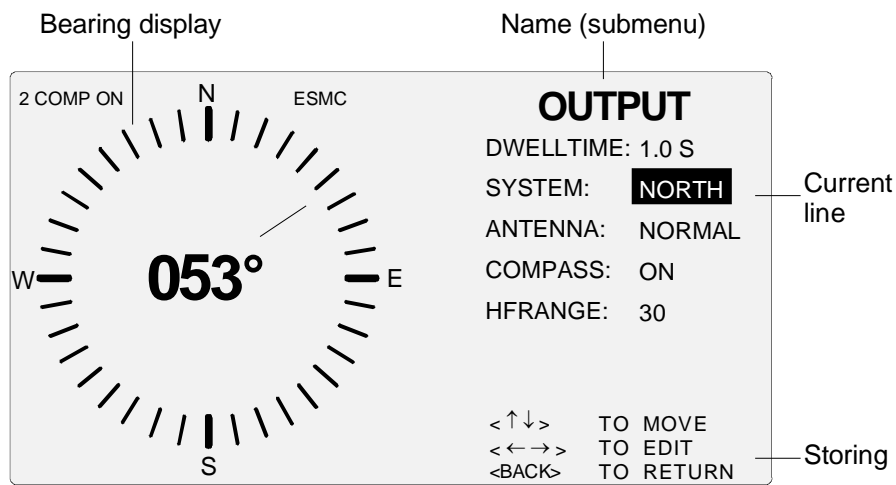 Bearing display
Name (submenu)
2 COMP ON
N
ESMC
OUTPUT
DWELLTIME: 1.0 S
SYSTEM: NORTH
Current
line
ANTENNA: NORMAL
W
053°
E
COMPASS: ON
HFRANGE: 30
S
<↑↓> TO MOVE
<←→> TO EDIT
<BACK> TO RETURN
Storing